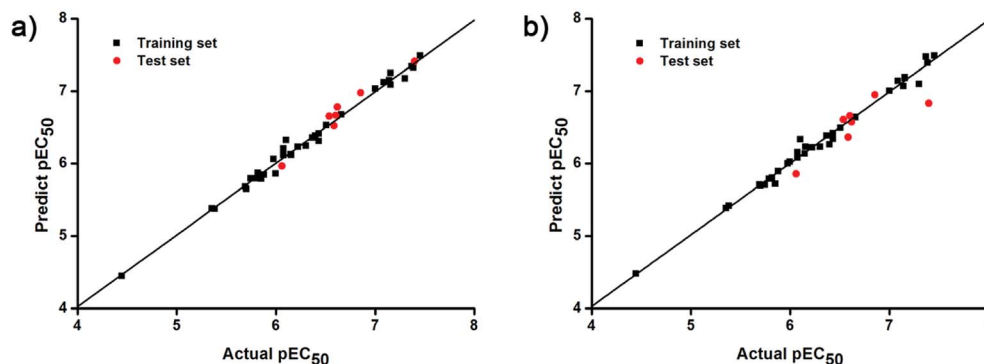 a)
8
7
6
5
4
Predict pEC50
Training set
Test set
4 5 6 7 8
Actual pEC50
b)
8
7
6
5
4
Predict pEC50
Training set
Test set
4 5 6 7
Actual pEC50